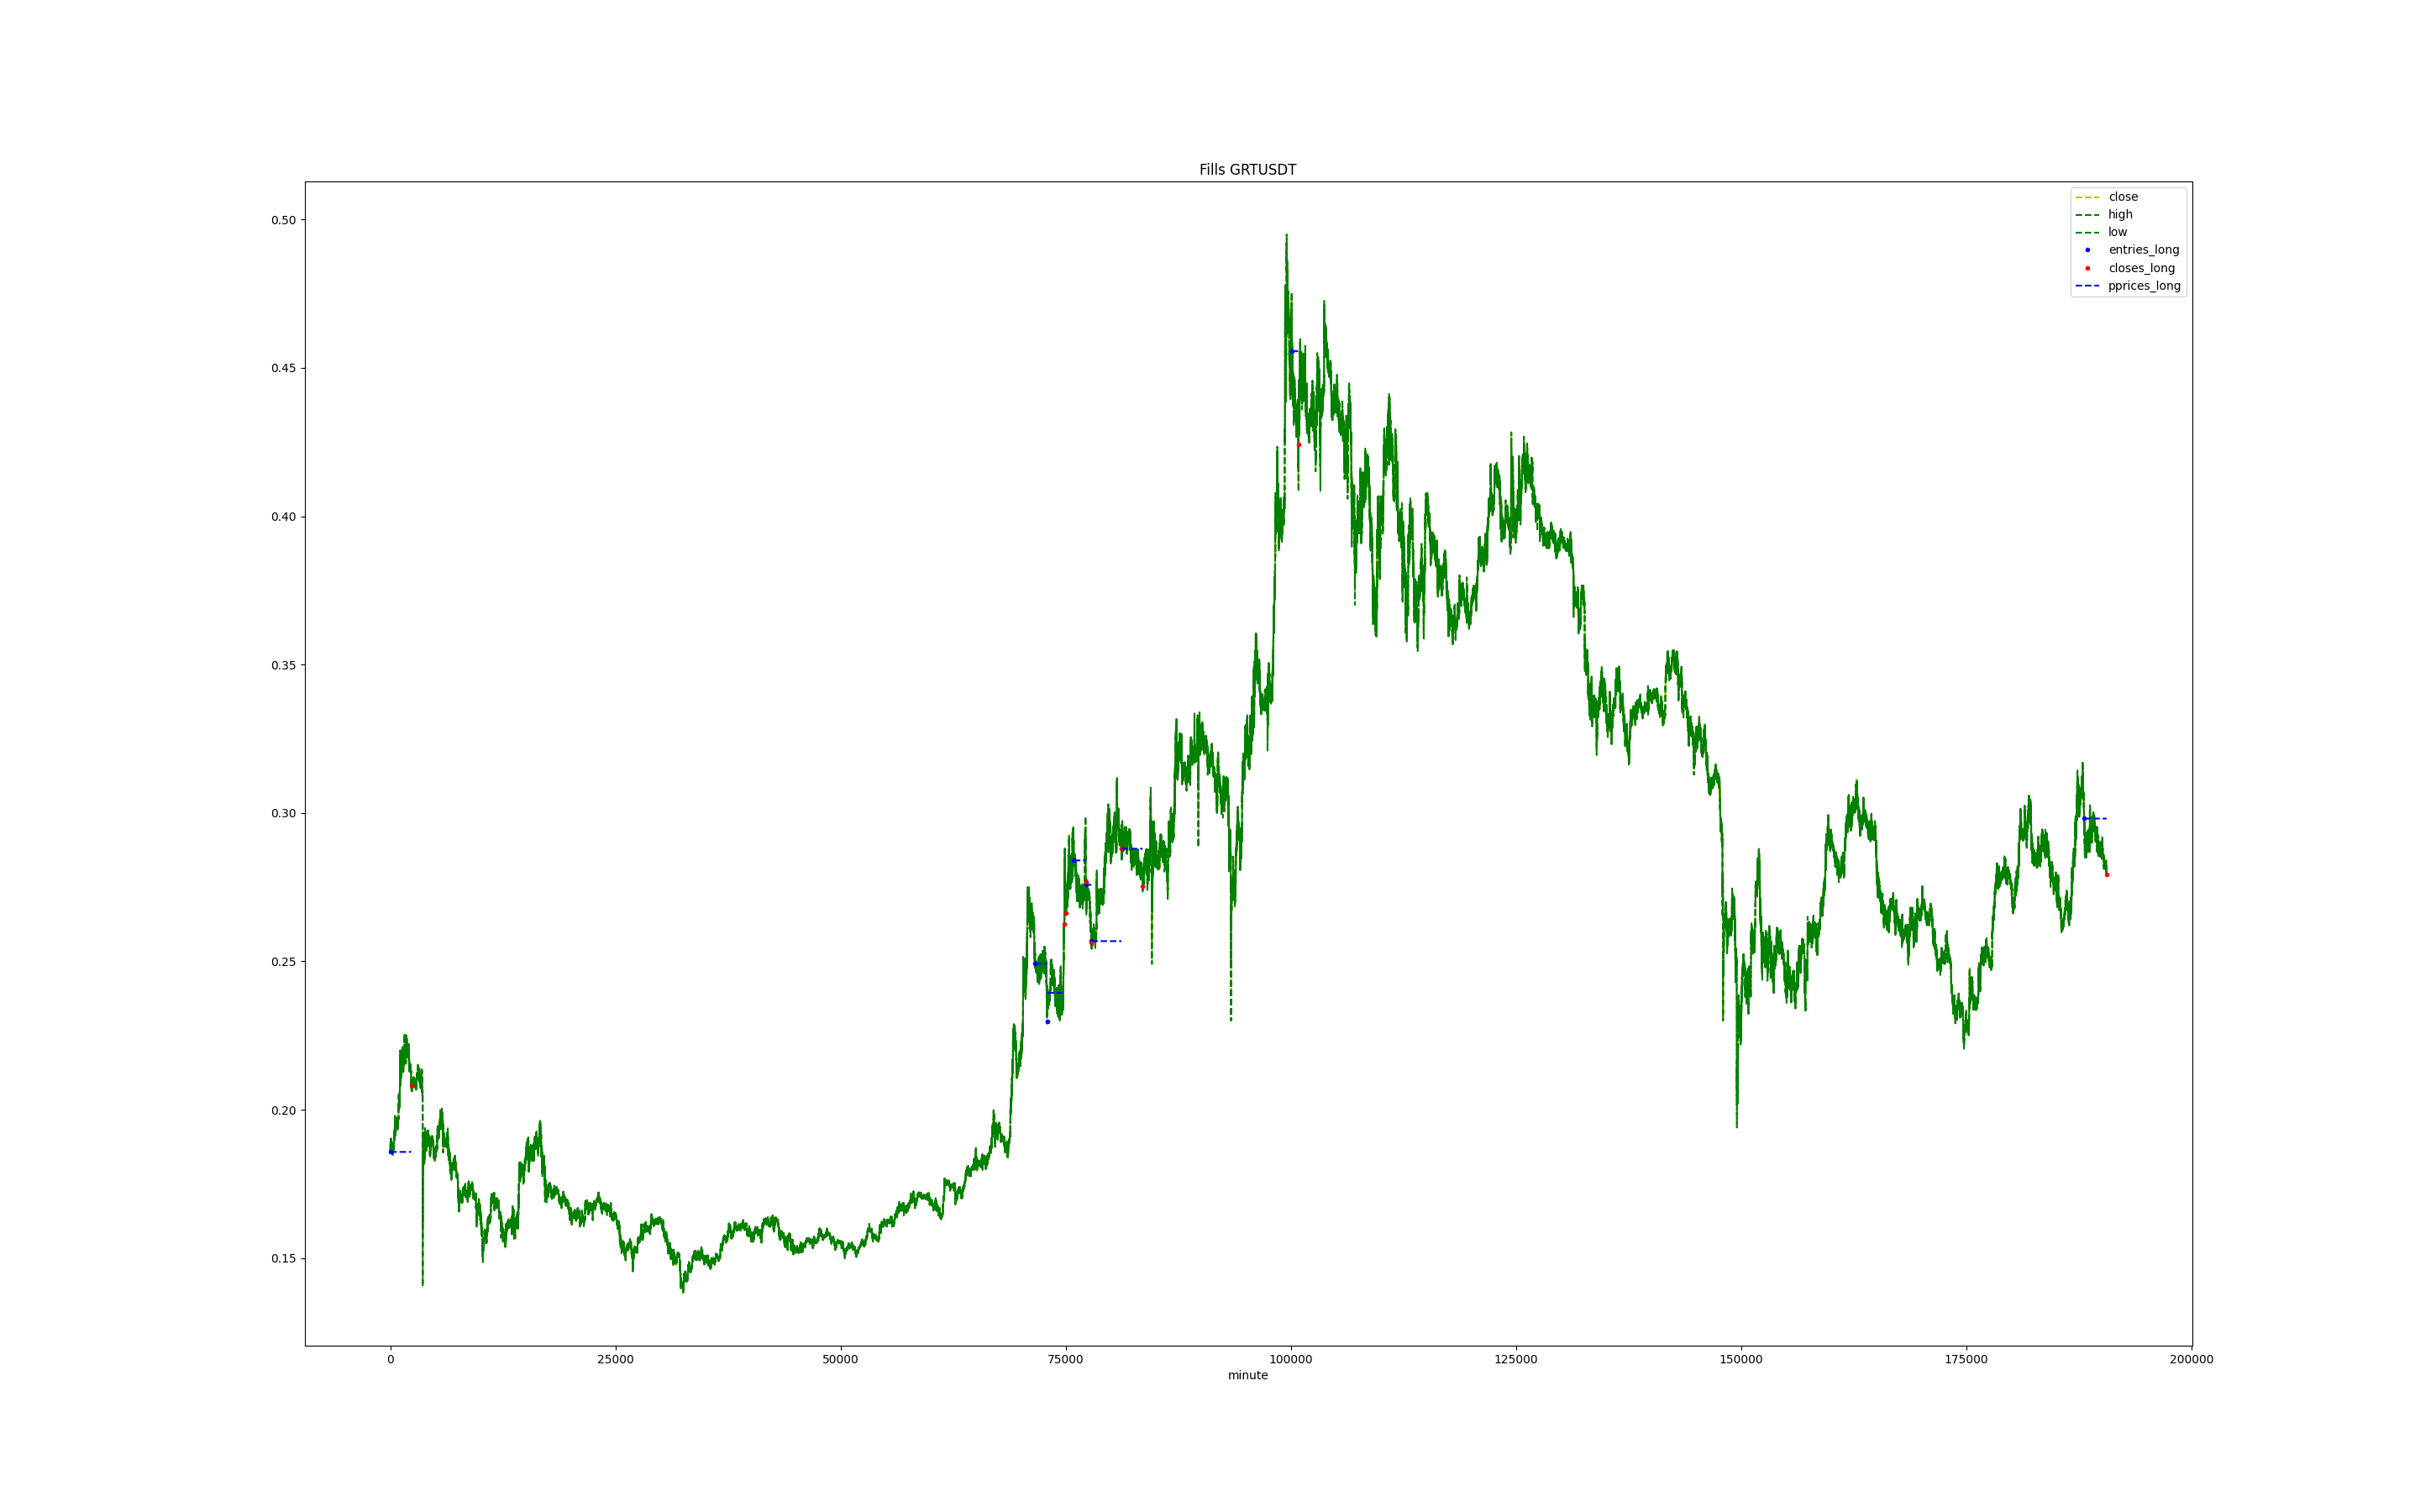 Fills GRTUSDT
close
high
low
entries_long
closes_long
pprices_long
0.50
0.45
0.40
0.35
0.30
0.25
0.20
0.15
0 25000 50000 75000 100000 125000 150000 175000 200000
minute